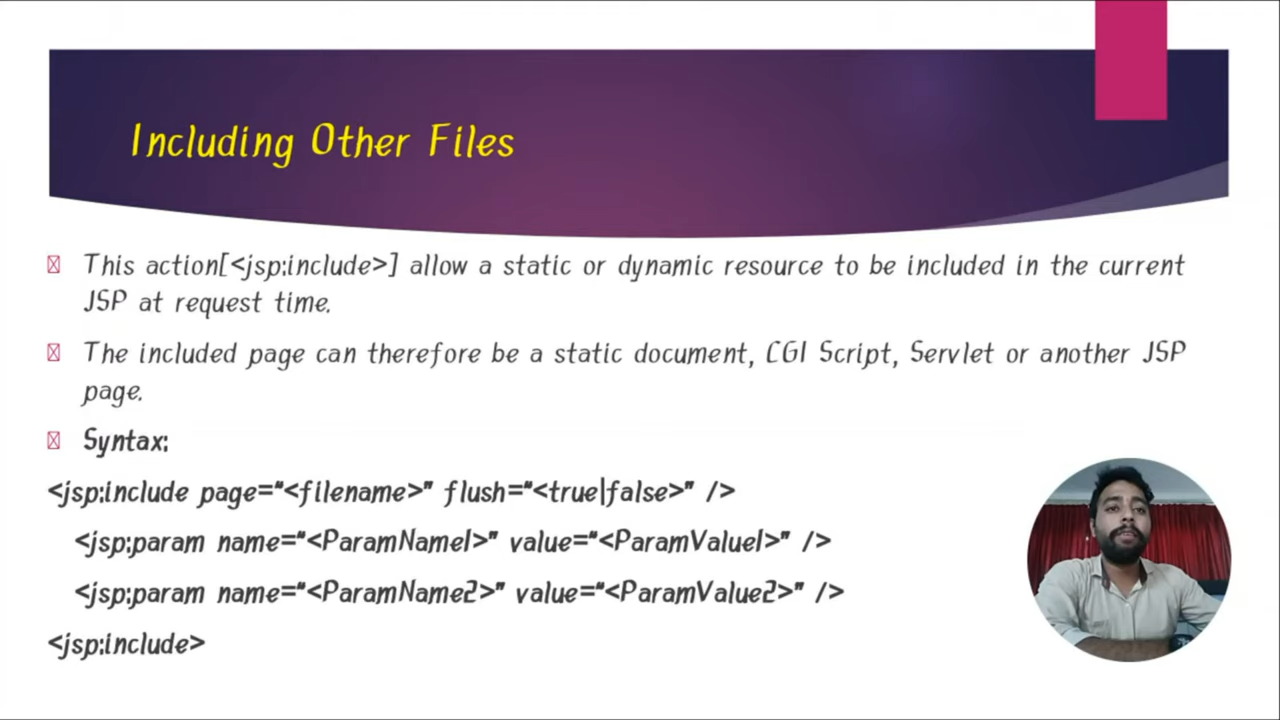 Including Other Files
This action[<jsp:include>] allow a static or dynamic resource to be included in the current
JSP at request time.
The included page can therefore be a static document, CGI Script, Servlet or another JSP
page.
Syntax:
<jsp:include page="<filename>" flush="<true|false>" />
<jsp:param name="<ParamName1>" value="<ParamValue1>" />
<jsp:param name="<ParamName2>" value="<ParamValue2>" />
<jsp:include>